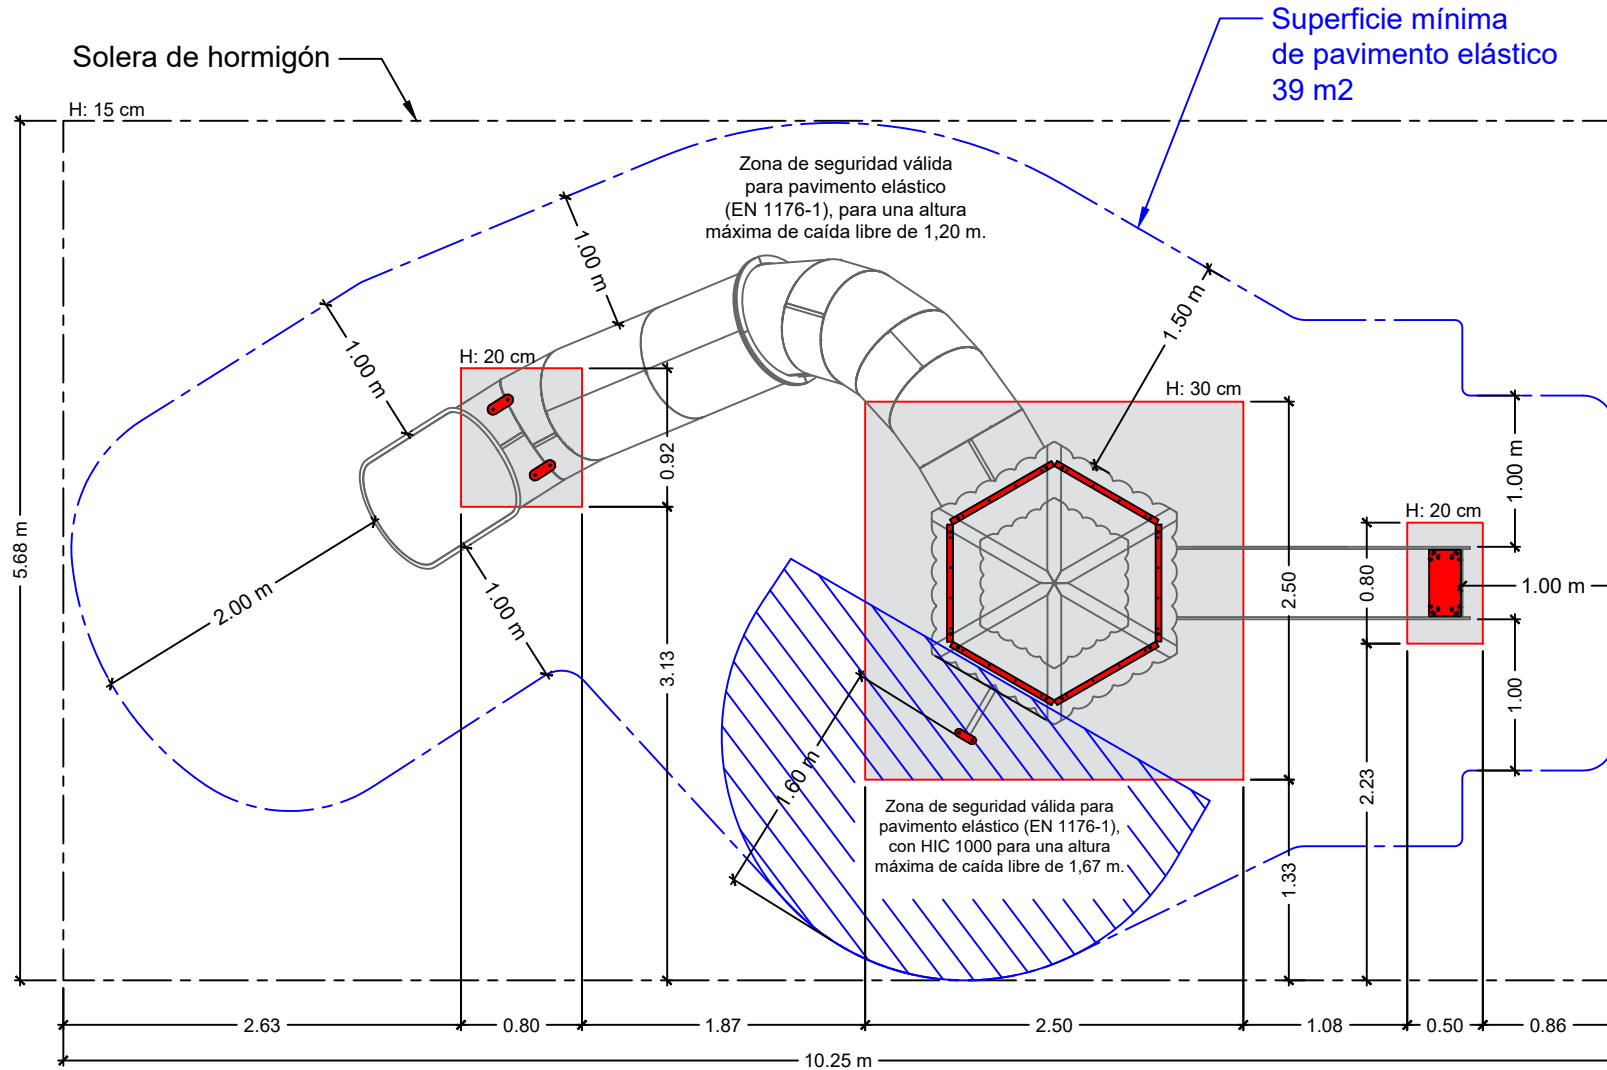 Solera de hormigón
Superficie mínima
de pavimento elástico
39 m2
H: 15 cm
Zona de seguridad válida
para pavimento elástico
(EN 1176-1), para una altura
máxima de caída libre de 1,20 m.
1.00 m
1.00 m
1.50 m
H: 20 cm
H: 30 cm
0.92
1.00 m
H: 20 cm
5.68 m
2.00 m
1.00 m
2.50
0.80
1.00 m
3.13
1.00
1.60 m
2.23
Zona de seguridad válida para
pavimento elástico (EN 1176-1),
con HIC 1000 para una altura
máxima de caída libre de 1,67 m.
1.33
2.63
0.80
1.87
2.50
1.08
0.50
0.86
10.25 m